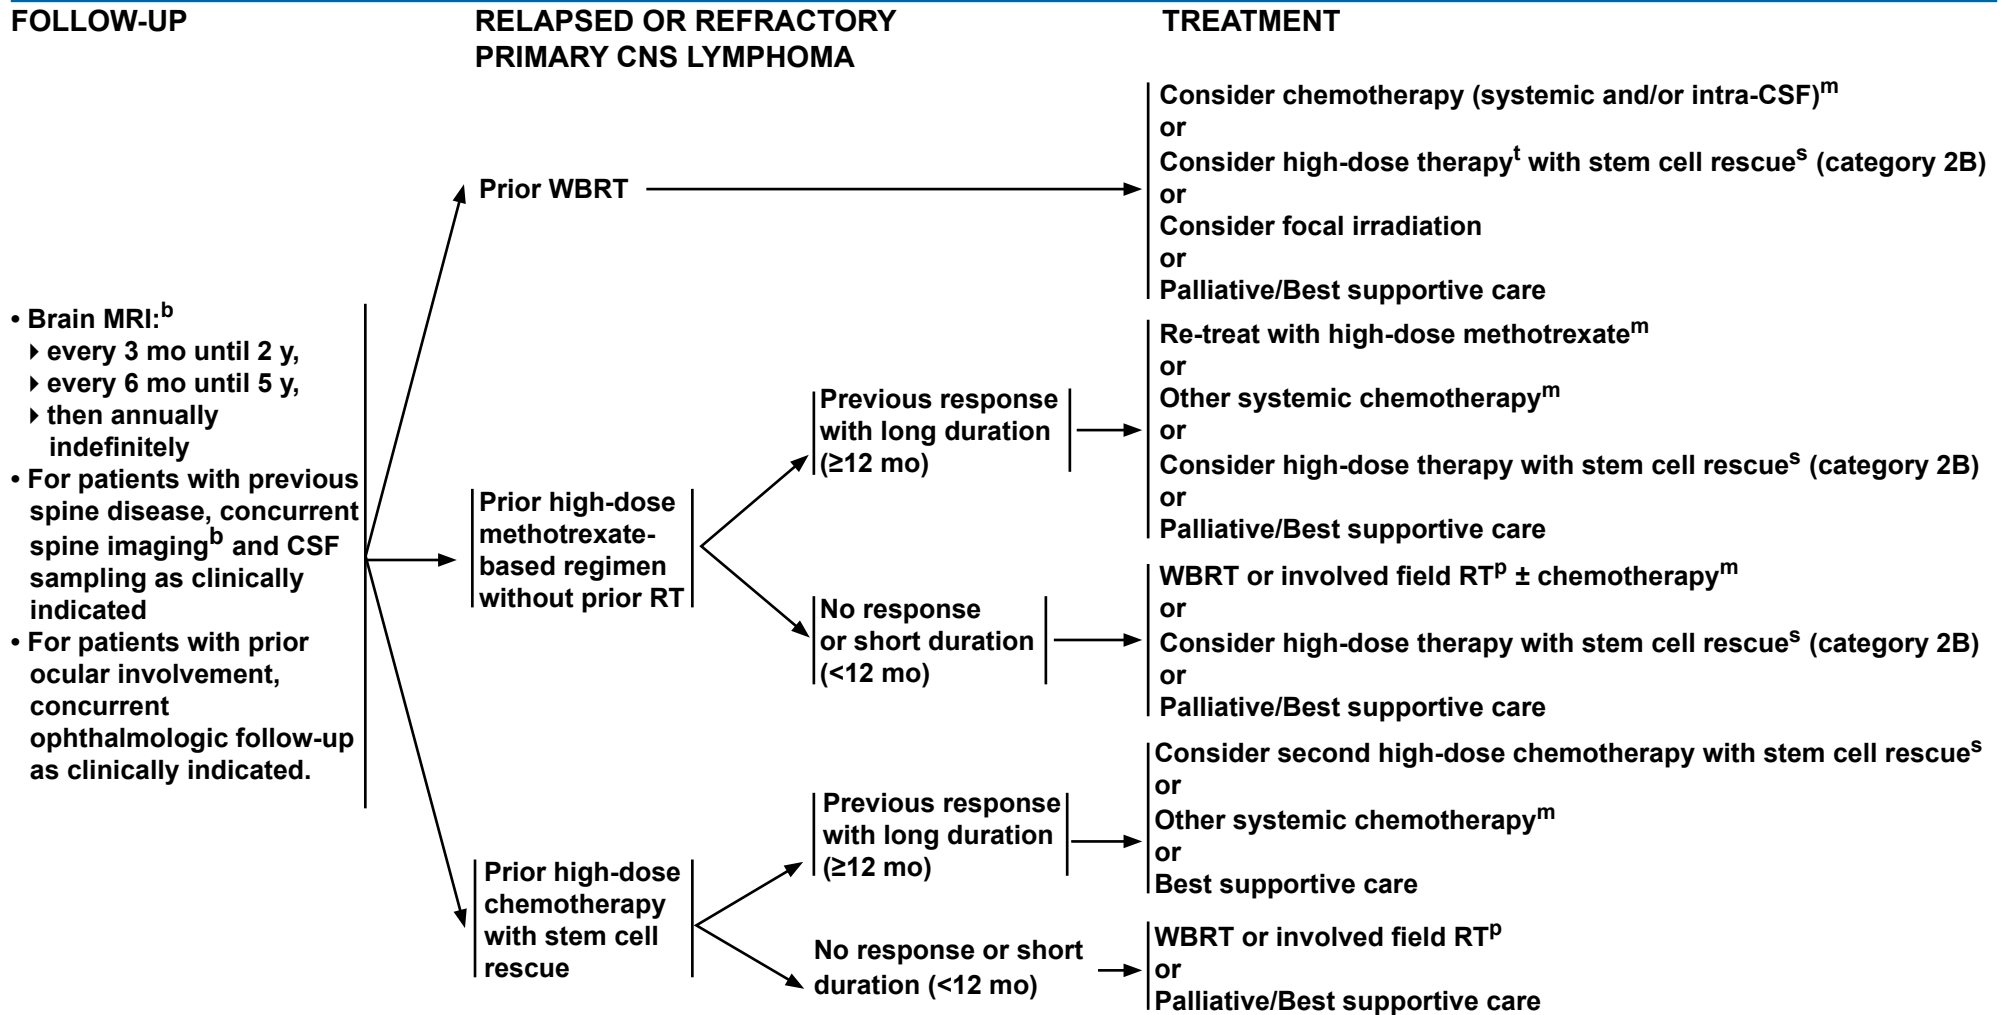 FOLLOW-UP
RELAPSED OR REFRACTORY
PRIMARY CNS LYMPHOMA
TREATMENT
• Brain MRI:b
▸ every 3 mo until 2 y,
▸ every 6 mo until 5 y,
▸ then annually
indefinitely
• For patients with previous
spine disease, concurrent
spine imagingb and CSF
sampling as clinically
indicated
• For patients with prior
ocular involvement,
concurrent
ophthalmologic follow-up
as clinically indicated.
Prior WBRT
Consider chemotherapy (systemic and/or intra-CSF)m
or
Consider high-dose therapyt with stem cell rescues (category 2B)
or
Consider focal irradiation
or
Palliative/Best supportive care
Prior high-dose
methotrexate-
based regimen
without prior RT
Previous response
with long duration
(≥12 mo)
Re-treat with high-dose methotrexatem
or
Other systemic chemotherapym
or
Consider high-dose therapy with stem cell rescues (category 2B)
or
Palliative/Best supportive care
No response
or short duration
(<12 mo)
WBRT or involved field RTp ± chemotherapym
or
Consider high-dose therapy with stem cell rescues (category 2B)
or
Palliative/Best supportive care
Prior high-dose
chemotherapy
with stem cell
rescue
Previous response
with long duration
(≥12 mo)
Consider second high-dose chemotherapy with stem cell rescues
or
Other systemic chemotherapym
or
Best supportive care
No response or short
duration (<12 mo)
WBRT or involved field RTp
or
Palliative/Best supportive care